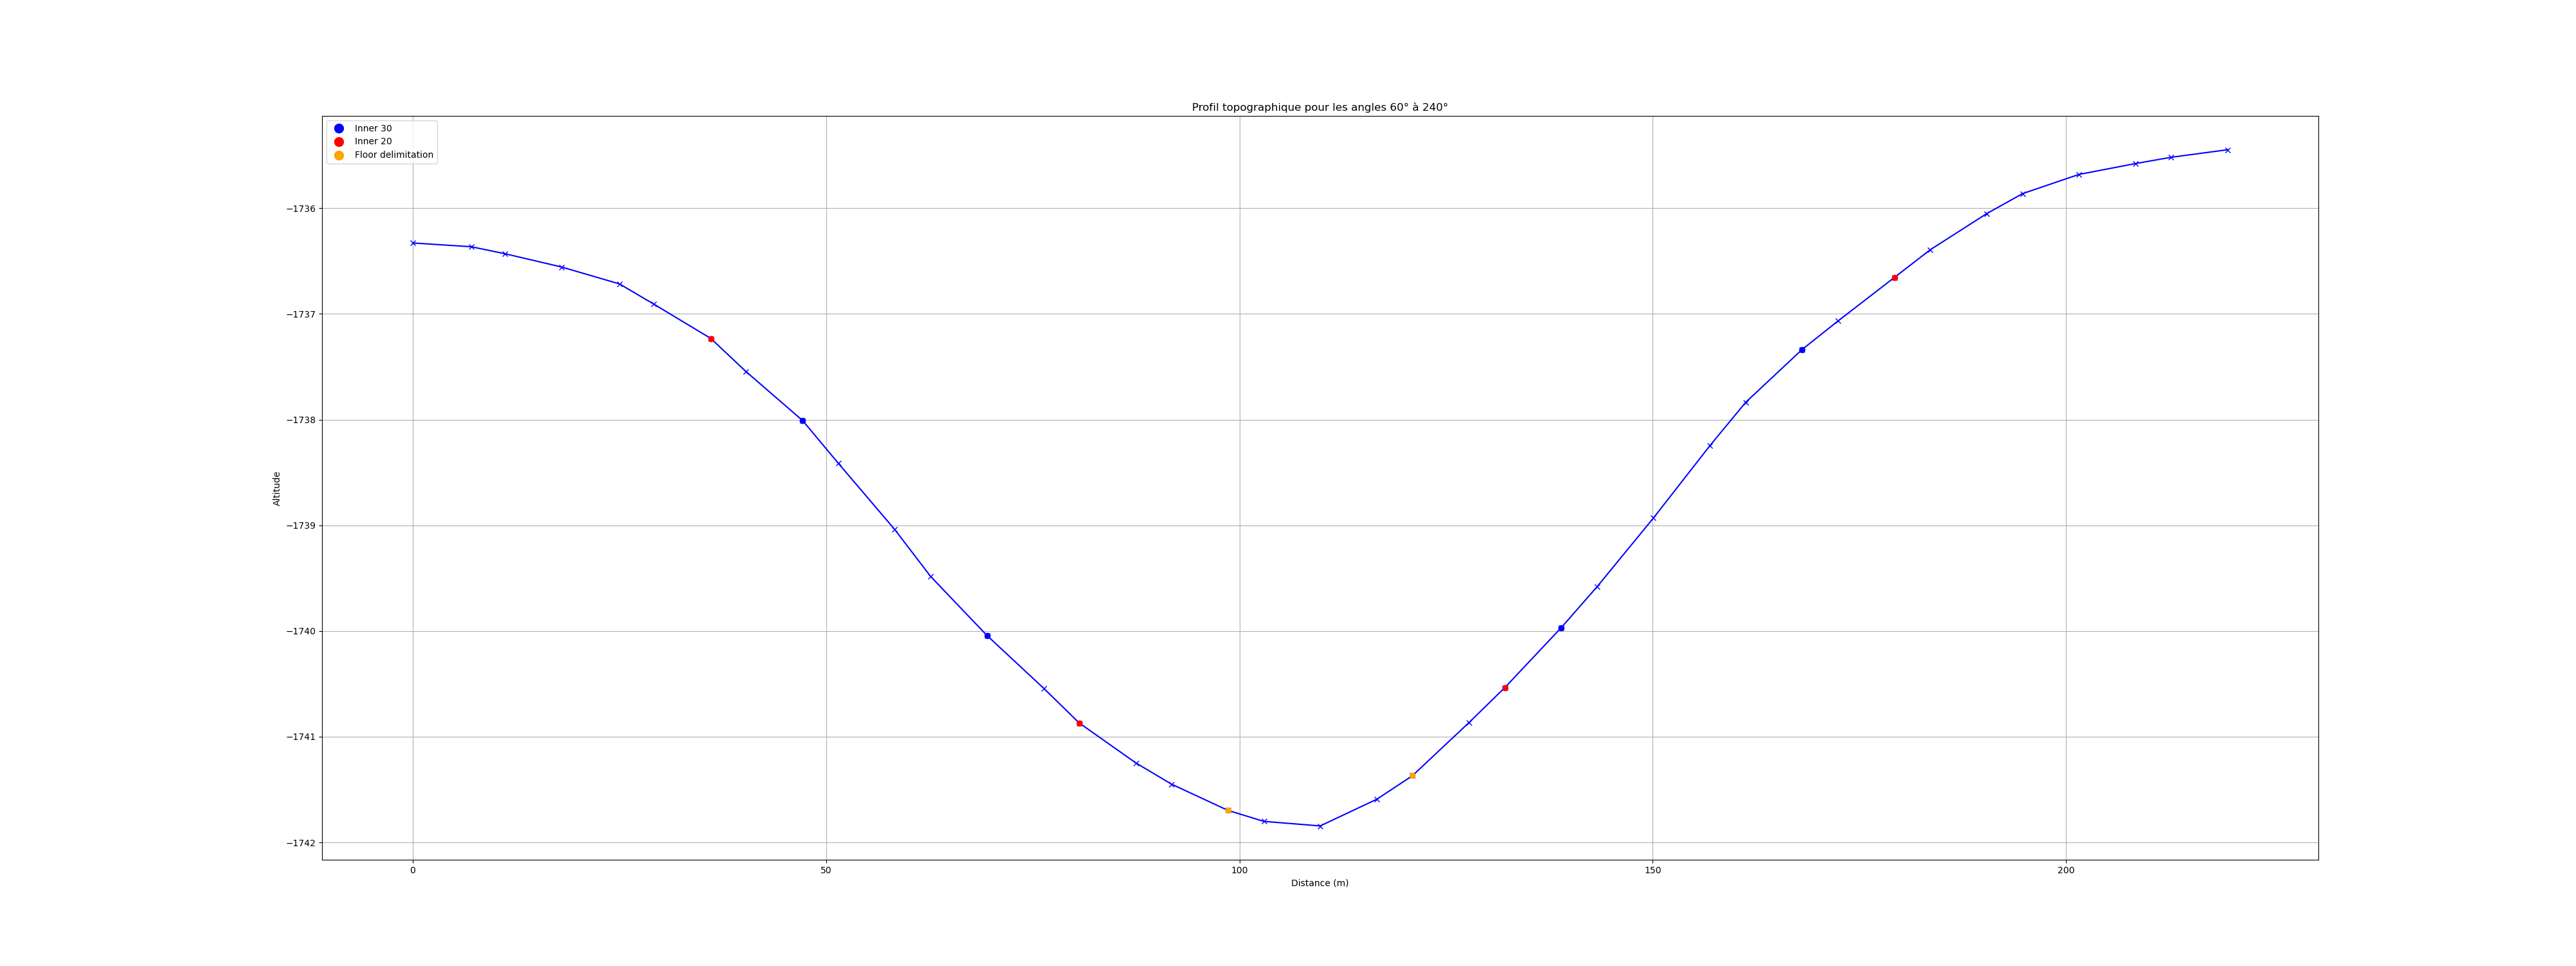 Profil topographique pour les angles 60° à 240°
Inner 30
Inner 20
Floor delimitation
−1736
−1737
−1738
−1739
−1740
−1741
−1742
Altitude
0 50 100 150 200
Distance (m)